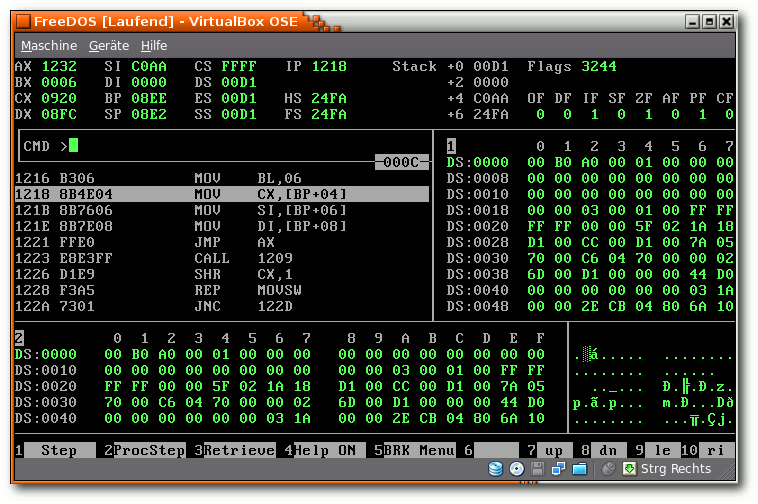 FreeDOS [Laufend] - VirtualBox OSE
Maschine Geräte Hilfe
AX 1232 SI C0AA CS FFFF IP 1218 Stack +0 00D1 Flags 3244
BX 0006 DI 0000 DS 00D1 +2 0000
CX 0920 BP 08EE ES 00D1 HS 24FA +4 C0AA OF DF IF SF ZF AF PF CF
DX 08FC SP 08E2 SS 00D1 FS 24FA +6 24FA 0 0 1 0 1 0 1 0
CMD >
000C
1216 B306 MOV BL,06
1218 8B4E04 MOV CX,[BP+04]
121B 8B7606 MOV SI,[BP+06]
121E 8B7E08 MOV DI,[BP+08]
1221 FFE0 JMP AX
1223 E8E3FF CALL 1209
1226 D1E9 SHR CX,1
1228 F3A5 REP MOVSW
122A 7301 JNC 122D
1 0 1 2 3 4 5 6 7
DS:0000 00 B0 A0 00 01 00 00 00
DS:0008 00 00 00 00 00 00 00 00
DS:0010 00 00 00 00 00 00 00 00
DS:0018 00 00 03 00 01 00 FF FF
DS:0020 FF FF 00 00 5F 02 1A 18
DS:0028 D1 00 CC 00 D1 00 7A 05
DS:0030 70 00 C6 04 70 00 00 02
DS:0038 6D 00 D1 00 00 00 44 D0
DS:0040 00 00 00 00 00 00 03 1A
DS:0048 00 00 2E CB 04 80 6A 10
2 0 1 2 3 4 5 6 7 8 9 A B C D E F
DS:0000 00 B0 A0 00 01 00 00 00 00 00 00 00 00 00 00 00 .░á..... ........
DS:0010 00 00 00 00 00 00 00 00 00 00 03 00 01 00 FF FF ........ ......
DS:0020 FF FF 00 00 5F 02 1A 18 D1 00 CC 00 D1 00 7A 05 .._... Ð.╠.Ð.z.
DS:0030 70 00 C6 04 70 00 00 02 6D 00 D1 00 00 00 44 D0 p.ã.p... m.Ð...Dð
DS:0040 00 00 00 00 00 00 03 1A 00 00 2E CB 04 80 6A 10 ........ ...╦.Çj.
1 Step 2ProcStep 3Retrieve 4Help ON 5BRK Menu 6 7 up 8 dn 9 le 10 ri
Strg Rechts